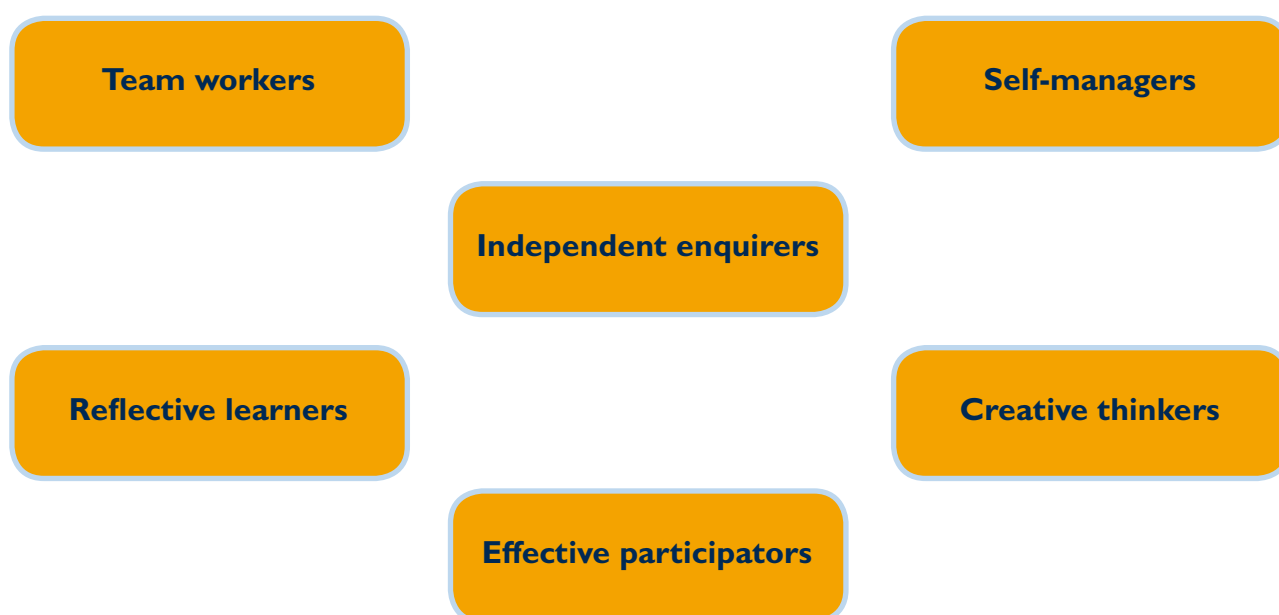 Team workers
Self-managers
Independent enquirers
Reflective learners
Creative thinkers
Effective participators